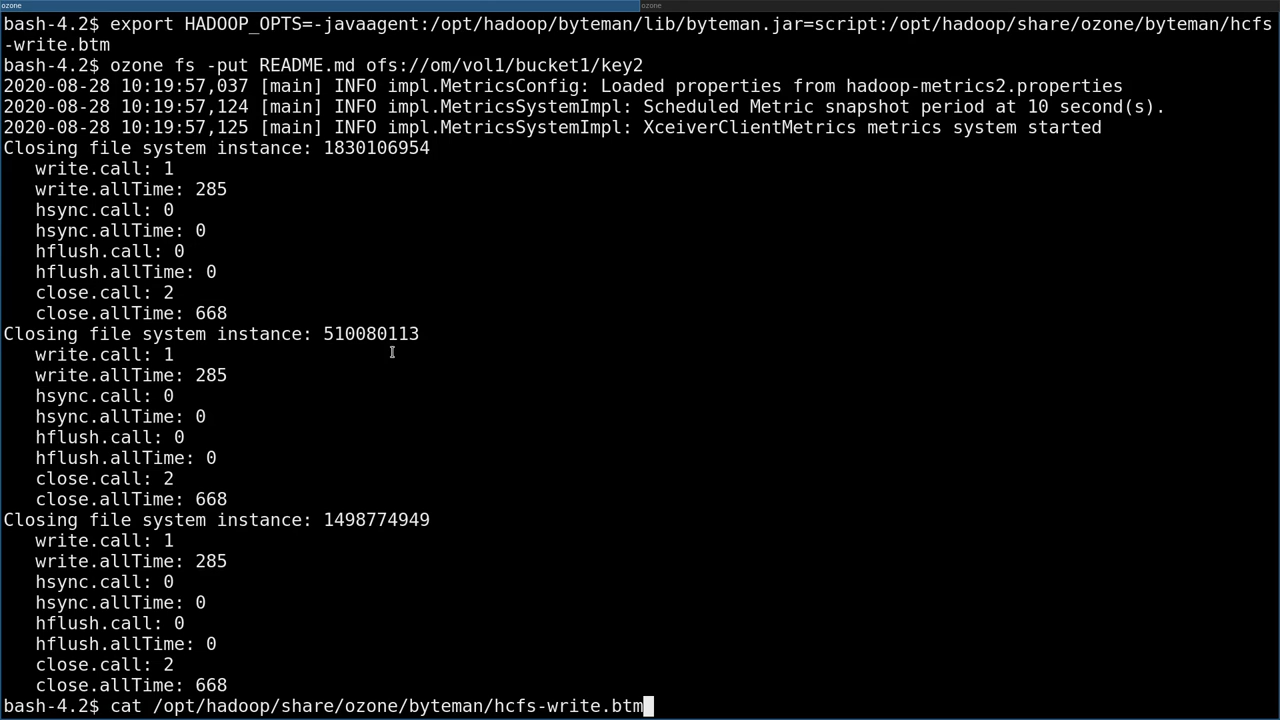 ozone
ozone
bash-4.2$ export HADOOP_OPTS=-javaagent:/opt/hadoop/byteman/lib/byteman.jar=script:/opt/hadoop/share/ozone/byteman/hcfs
-write.btm
bash-4.2$ ozone fs -put README.md ofs://om/vol1/bucket1/key2
2020-08-28 10:19:57,037 [main] INFO impl.MetricsConfig: Loaded properties from hadoop-metrics2.properties
2020-08-28 10:19:57,124 [main] INFO impl.MetricsSystemImpl: Scheduled Metric snapshot period at 10 second(s).
2020-08-28 10:19:57,125 [main] INFO impl.MetricsSystemImpl: XceiverClientMetrics metrics system started
Closing file system instance: 1830106954
   write.call: 1
   write.allTime: 285
   hsync.call: 0
   hsync.allTime: 0
   hflush.call: 0
   hflush.allTime: 0
   close.call: 2
   close.allTime: 668
Closing file system instance: 510080113
   write.call: 1
   write.allTime: 285
   hsync.call: 0
   hsync.allTime: 0
   hflush.call: 0
   hflush.allTime: 0
   close.call: 2
   close.allTime: 668
Closing file system instance: 1498774949
   write.call: 1
   write.allTime: 285
   hsync.call: 0
   hsync.allTime: 0
   hflush.call: 0
   hflush.allTime: 0
   close.call: 2
   close.allTime: 668
bash-4.2$ cat /opt/hadoop/share/ozone/byteman/hcfs-write.btm